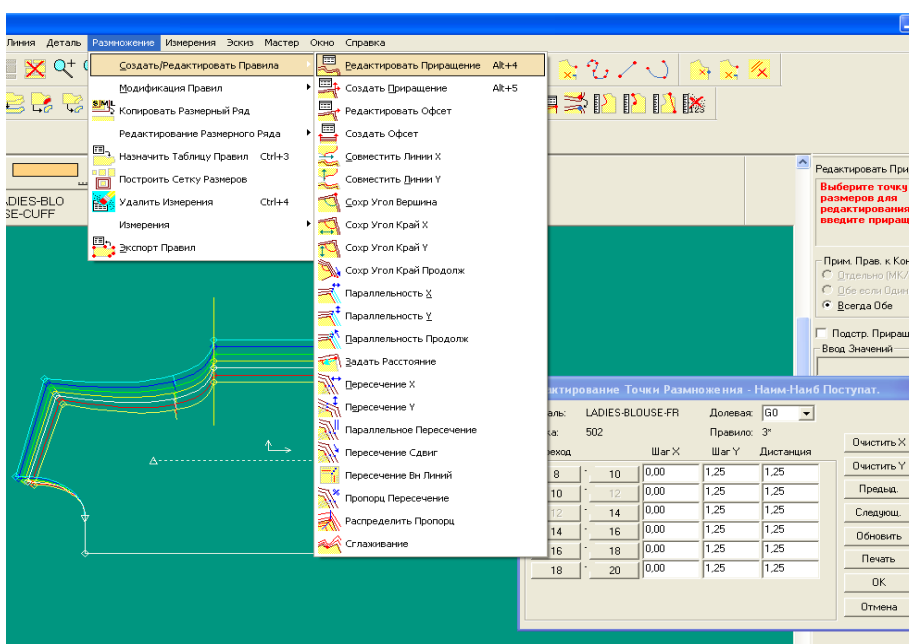 Линия Деталь Размножение Измерения Эскиз Мастер Окно Справка
Создать/Редактировать Правила
Модификация Правил
SJM|L Копировать Размерный Ряд
Редактирование Размерного Ряда
Назначить Таблицу Правил Ctrl+3
Построить Сетку Размеров
Удалить Измерения Ctrl+4
Измерения
Экспорт Правил
Редактировать Приращение Alt+4
Создать Приращение Alt+5
Редактировать Офсет
Создать Офсет
Совместить Линии X
Совместить Линии Y
Сохр Угол Вершина
Сохр Угол Край X
Сохр Угол Край Y
Сохр Угол Край Продолж
Параллельность X
Параллельность Y
Параллельность Продолж
Задать Расстояние
Пересечение X
Пересечение Y
Параллельное Пересечение
Пересечение Сдвиг
Пересечение Вн Линий
Пропорц Пересечение
Распределить Пропорц
Сглаживание
ADIES-BLO
SE-CUFF
Редактировать При
Выберите точку
размеров для
редактирования
введите приращ
Прим. Прав. к Кон
Отдельно (МК/
Обе если Один
Всегда Обе
Подстр. Приращ
Ввод Значений
актирование Точки Размножения - Наим-Наиб Поступат.
аль: LADIES-BLOUSE-FR Долевая: G0
ка: 502 Правило: 3*
реход Шаг X Шаг Y Дистанция
8 - 10 0,00 1,25 1,25
10 - 12 0,00 1,25 1,25
12 - 14 0,00 1,25 1,25
14 - 16 0,00 1,25 1,25
16 - 18 0,00 1,25 1,25
18 - 20 0,00 1,25 1,25
Очистить X
Очистить Y
Предыд.
Следующ.
Обновить
Печать
OK
Отмена